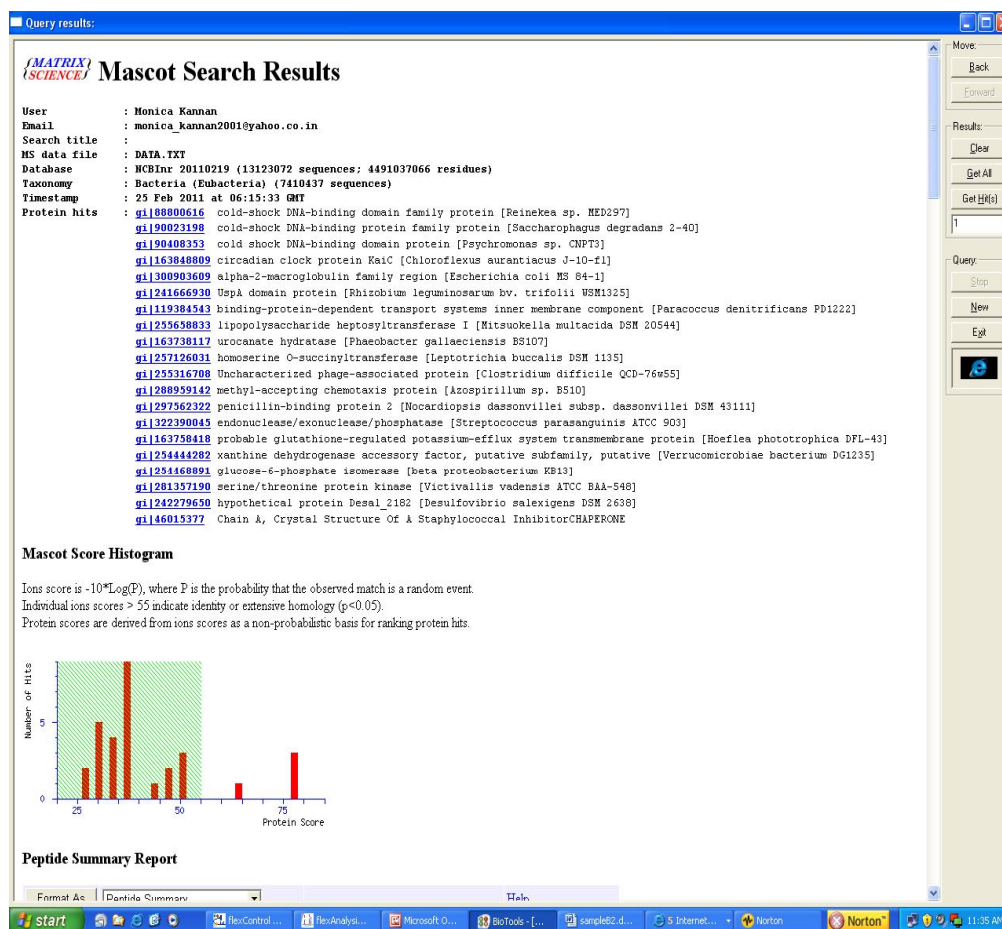 Query results:
{MATRIX SCIENCE} Mascot Search Results
User : Monica Kannan
Email : monica_kannan2001@yahoo.co.in
Search title :
MS data file : DATA.TXT
Database : NCBInr 20110219 (13123072 sequences; 4491037066 residues)
Taxonomy : Bacteria (Eubacteria) (7410437 sequences)
Timestamp : 25 Feb 2011 at 06:15:33 GMT
Protein hits : gi|88800616 cold-shock DNA-binding domain family protein [Reinekea sp. MED297]
gi|90023198 cold-shock DNA-binding protein family protein [Saccharophagus degradans 2-40]
gi|90408353 cold shock DNA-binding domain protein [Psychromonas sp. CNPT3]
gi|163848809 circadian clock protein KaiC [Chloroflexus aurantiacus J-10-fl]
gi|300903609 alpha-2-macroglobulin family region [Escherichia coli MS 84-1]
gi|241666930 UspA domain protein [Rhizobium leguminosarum bv. trifolii WSM1325]
gi|119384543 binding-protein-dependent transport systems inner membrane component [Paracoccus denitrificans PD1222]
gi|255658833 lipopolysaccharide heptosyltransferase I [Mitsuokella multacida DSM 20544]
gi|163738117 urocanate hydratase [Phaeobacter gallaeciensis BS107]
gi|257126031 homoserine O-succinyltransferase [Leptotrichia buccalis DSM 1135]
gi|255316708 Uncharacterized phage-associated protein [Clostridium difficile QCD-76w55]
gi|288959142 methyl-accepting chemotaxis protein [Azospirillum sp. B510]
gi|297562322 penicillin-binding protein 2 [Nocardiopsis dassonvillei subsp. dassonvillei DSM 43111]
gi|322390045 endonuclease/exonuclease/phosphatase [Streptococcus parasanguinis ATCC 903]
gi|163758418 probable glutathione-regulated potassium-efflux system transmembrane protein [Hoeflea phototrophica DFL-43]
gi|254444282 xanthine dehydrogenase accessory factor, putative subfamily, putative [Verrucomicrobiae bacterium DG1235]
gi|254468891 glucose-6-phosphate isomerase [beta proteobacterium KB13]
gi|281357190 serine/threonine protein kinase [Victivallis vadensis ATCC BAA-548]
gi|242279650 hypothetical protein Desal_2182 [Desulfovibrio salexigens DSM 2638]
gi|46015377 Chain A, Crystal Structure Of A Staphylococcal InhibitorCHAPERONE
Mascot Score Histogram
Ions score is -10*Log(P), where P is the probability that the observed match is a random event.
Individual ions scores > 55 indicate identity or extensive homology (p<0.05).
Protein scores are derived from ions scores as a non-probabilistic basis for ranking protein hits.
Number of Hits
5
0
25 50 75
Protein Score
Peptide Summary Report
Format As Peptide Summary Help
Move:
Back
Forward
Results:
Clear
Get All
Get Hit(s)
1
Query:
Stop
New
Exit
start flexControl ... flexAnalysi... Microsoft O... BioTools - [... sampleB2.d... 5 Internet... Norton Norton™ 11:35 AM